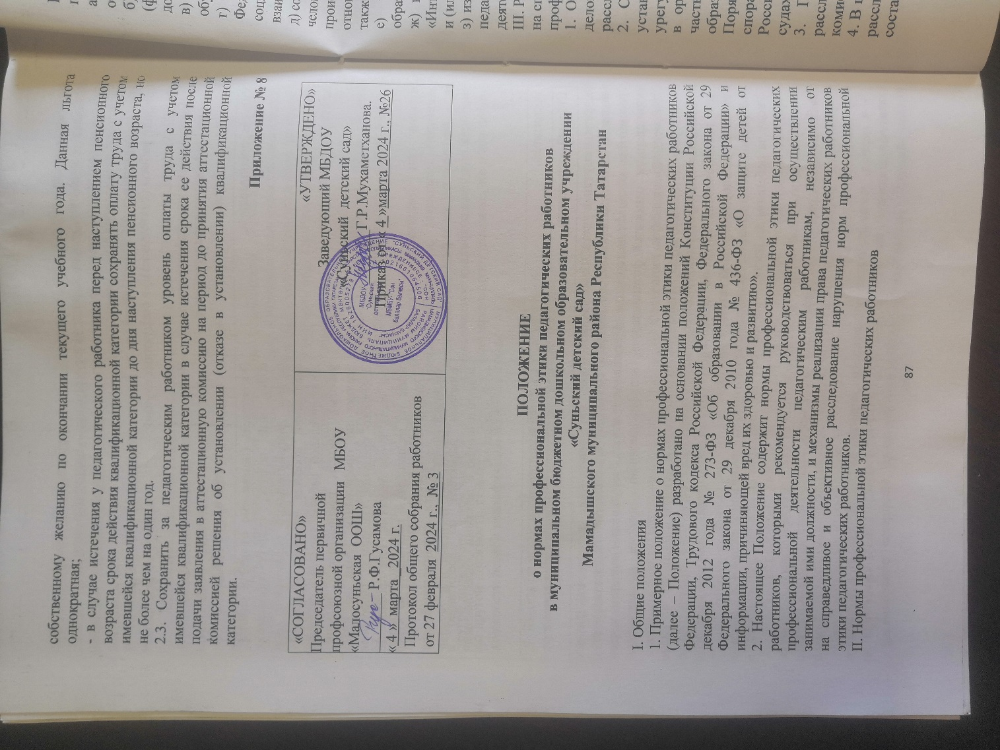 собственному желанию по окончании текущего учебного года. Данная льгота
однократная;
- в случае истечения у педагогического работника перед наступлением пенсионного
возраста срока действия квалификационной категории сохранять оплату труда с учетом
имевшейся квалификационной категории до дня наступления пенсионного возраста, но
не более чем на один год.
2.3. Сохранить за педагогическим работником уровень оплаты труда с учетом
имевшейся квалификационной категории в случае истечения срока ее действия после
подачи заявления в аттестационную комиссию на период до принятия аттестационной
комиссией решения об установлении (отказе в установлении) квалификационной
категории.
Приложение № 8
«СОГЛАСОВАНО»
Председатель первичной
профсоюзной организации МБОУ
«Малосуньская ООШ»
Р.Ф.Гусамова
« 4 » марта 2024 г.
Протокол общего собрания работников
от 27 февраля 2024 г., № 3
«УТВЕРЖДЕНО»
Заведующий МБДОУ
«Суньский детский сад»
Г.Р.Мухаметханова.
Приказ от « 4 »марта 2024 г., №26
ПОЛОЖЕНИЕ
о нормах профессиональной этики педагогических работников
в муниципальном бюджетном дошкольном образовательном учреждении
«Суньский детский сад»
Мамадышского муниципального района Республики Татарстан
I. Общие положения
1. Примерное положение о нормах профессиональной этики педагогических работников
(далее – Положение) разработано на основании положений Конституции Российской
Федерации, Трудового кодекса Российской Федерации, Федерального закона от 29
декабря 2012 года № 273-ФЗ «Об образовании в Российской Федерации» и
Федерального закона от 29 декабря 2010 года № 436-ФЗ «О защите детей от
информации, причиняющей вред их здоровью и развитию».
2. Настоящее Положение содержит нормы профессиональной этики педагогических
работников, которыми рекомендуется руководствоваться при осуществлении
профессиональной деятельности педагогическим работникам, независимо от
занимаемой ими должности, и механизмы реализации права педагогических работников
на справедливое и объективное расследование нарушения норм профессиональной
этики педагогических работников.
II. Нормы профессиональной этики педагогических работников
87